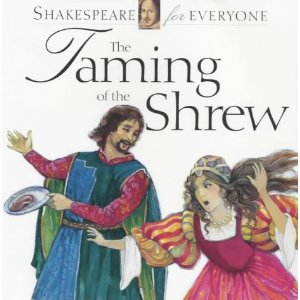 SHAKESPEARE for EVERYONE
The
Taming
of the
Shrew